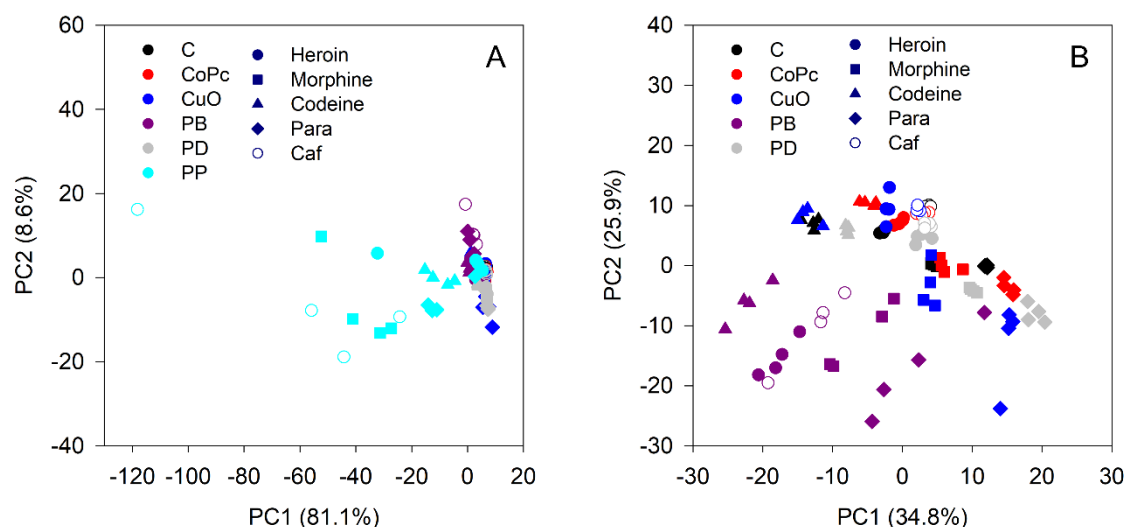 A
C
CoPc
CuO
PB
PD
PP
Heroin
Morphine
Codeine
Para
Caf
60
40
20
0
-20
-40
PC2 (8.6%)
-120 -100 -80 -60 -40 -20 0 20
PC1 (81.1%)
B
C
CoPc
CuO
PB
PD
Heroin
Morphine
Codeine
Para
Caf
40
30
20
10
0
-10
-20
-30
PC2 (25.9%)
-30 -20 -10 0 10 20 30
PC1 (34.8%)